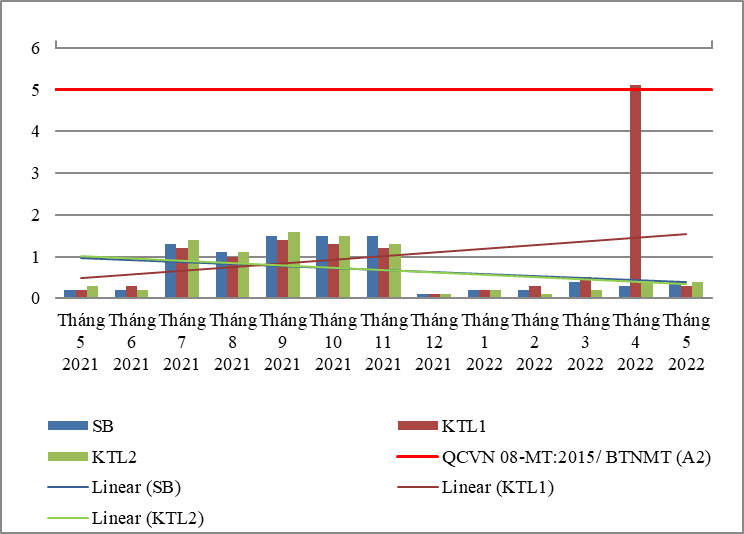 6
5
4
3
2
1
0
Tháng Tháng Tháng Tháng Tháng Tháng Tháng Tháng Tháng Tháng Tháng Tháng Tháng
5 6 7 8 9 10 11 12 1 2 3 4 5
2021 2021 2021 2021 2021 2021 2021 2021 2022 2022 2022 2022 2022
SB KTL1
KTL2 QCVN 08-MT:2015/ BTNMT (A2)
Linear (SB) Linear (KTL1)
Linear (KTL2)